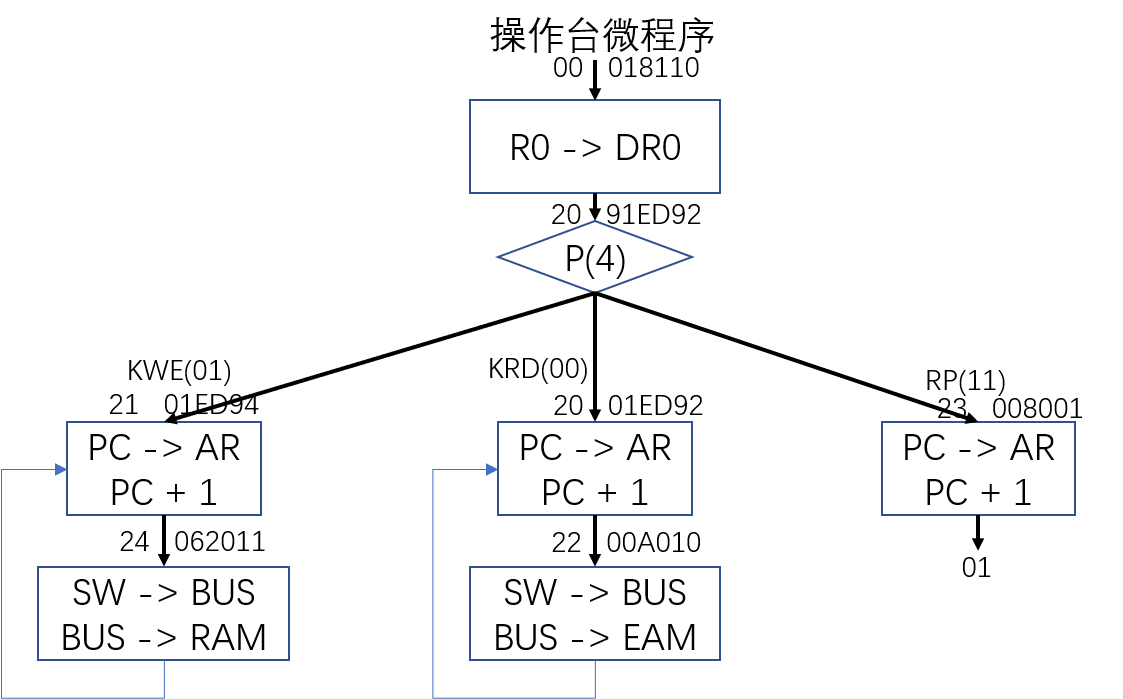 操作台微程序
00 018110
R0 -> DR0
20 91ED92
P(4)
KWE(01)
21 01ED94
PC -> AR
PC + 1
24 062011
SW -> BUS
BUS -> RAM
KRD(00)
20 01ED92
PC -> AR
PC + 1
22 00A010
SW -> BUS
BUS -> EAM
RP(11)
23 008001
PC -> AR
PC + 1
01